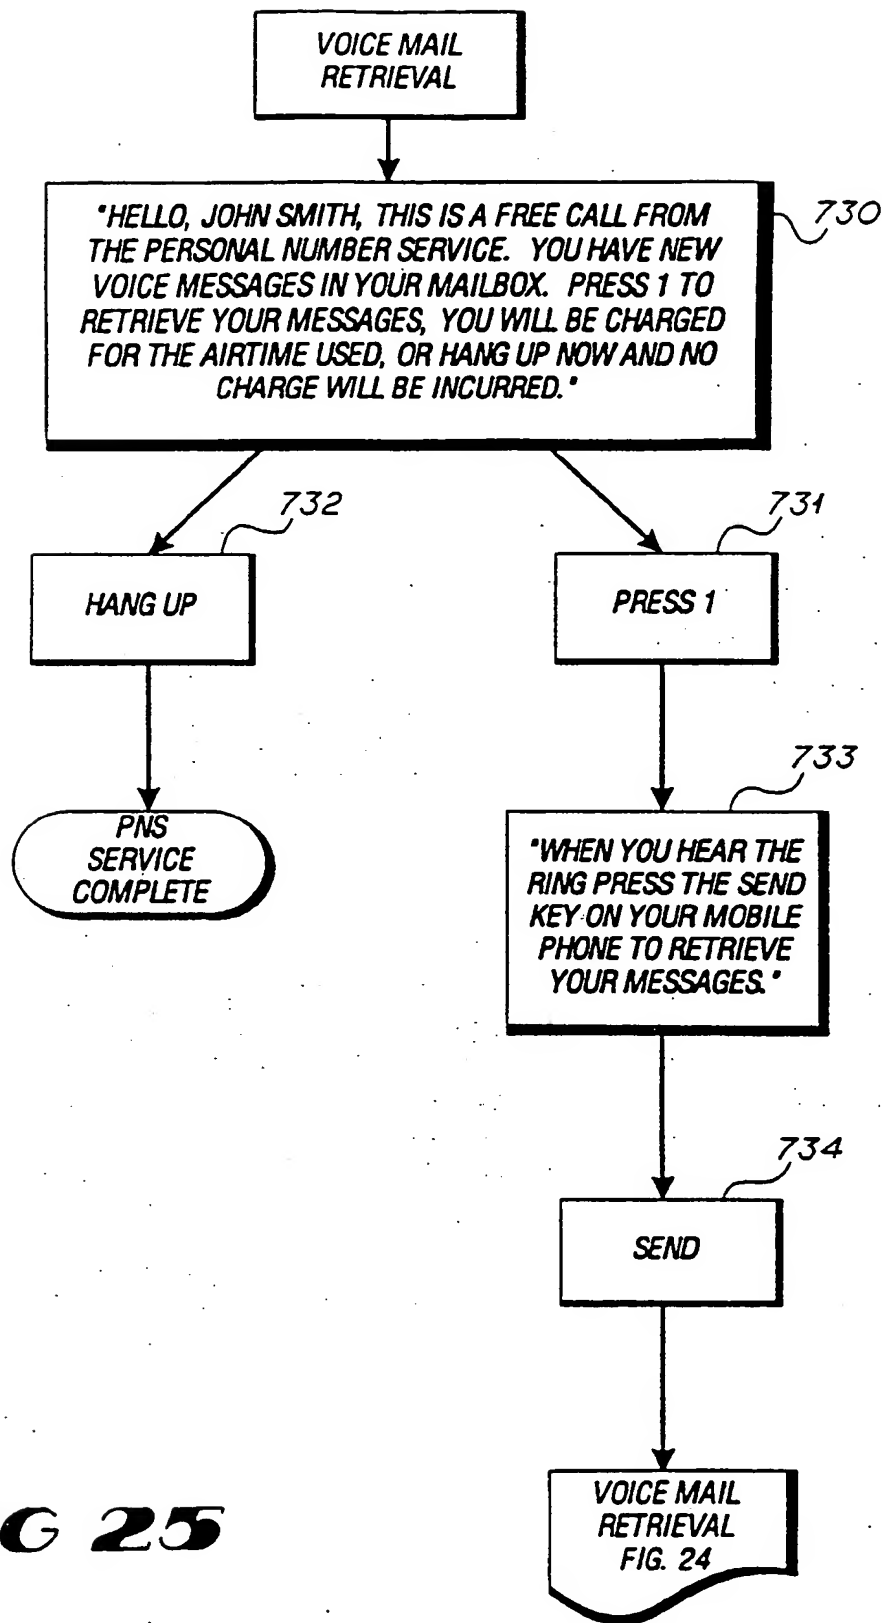 VOICE MAIL
RETRIEVAL
"HELLO, JOHN SMITH, THIS IS A FREE CALL FROM
THE PERSONAL NUMBER SERVICE. YOU HAVE NEW
VOICE MESSAGES IN YOUR MAILBOX. PRESS 1 TO
RETRIEVE YOUR MESSAGES, YOU WILL BE CHARGED
FOR THE AIRTIME USED, OR HANG UP NOW AND NO
CHARGE WILL BE INCURRED."
730
732
HANG UP
731
PRESS 1
PNS
SERVICE
COMPLETE
733
"WHEN YOU HEAR THE
RING PRESS THE SEND
KEY ON YOUR MOBILE
PHONE TO RETRIEVE
YOUR MESSAGES."
734
SEND
VOICE MAIL
RETRIEVAL
FIG. 24
G 25